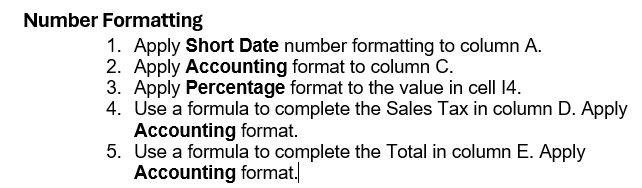 Number Formatting
1. Apply Short Date number formatting to column A.
2. Apply Accounting format to column C.
3. Apply Percentage format to the value in cell I4.
4. Use a formula to complete the Sales Tax in column D. Apply
Accounting format.
5. Use a formula to complete the Total in column E. Apply
Accounting format.